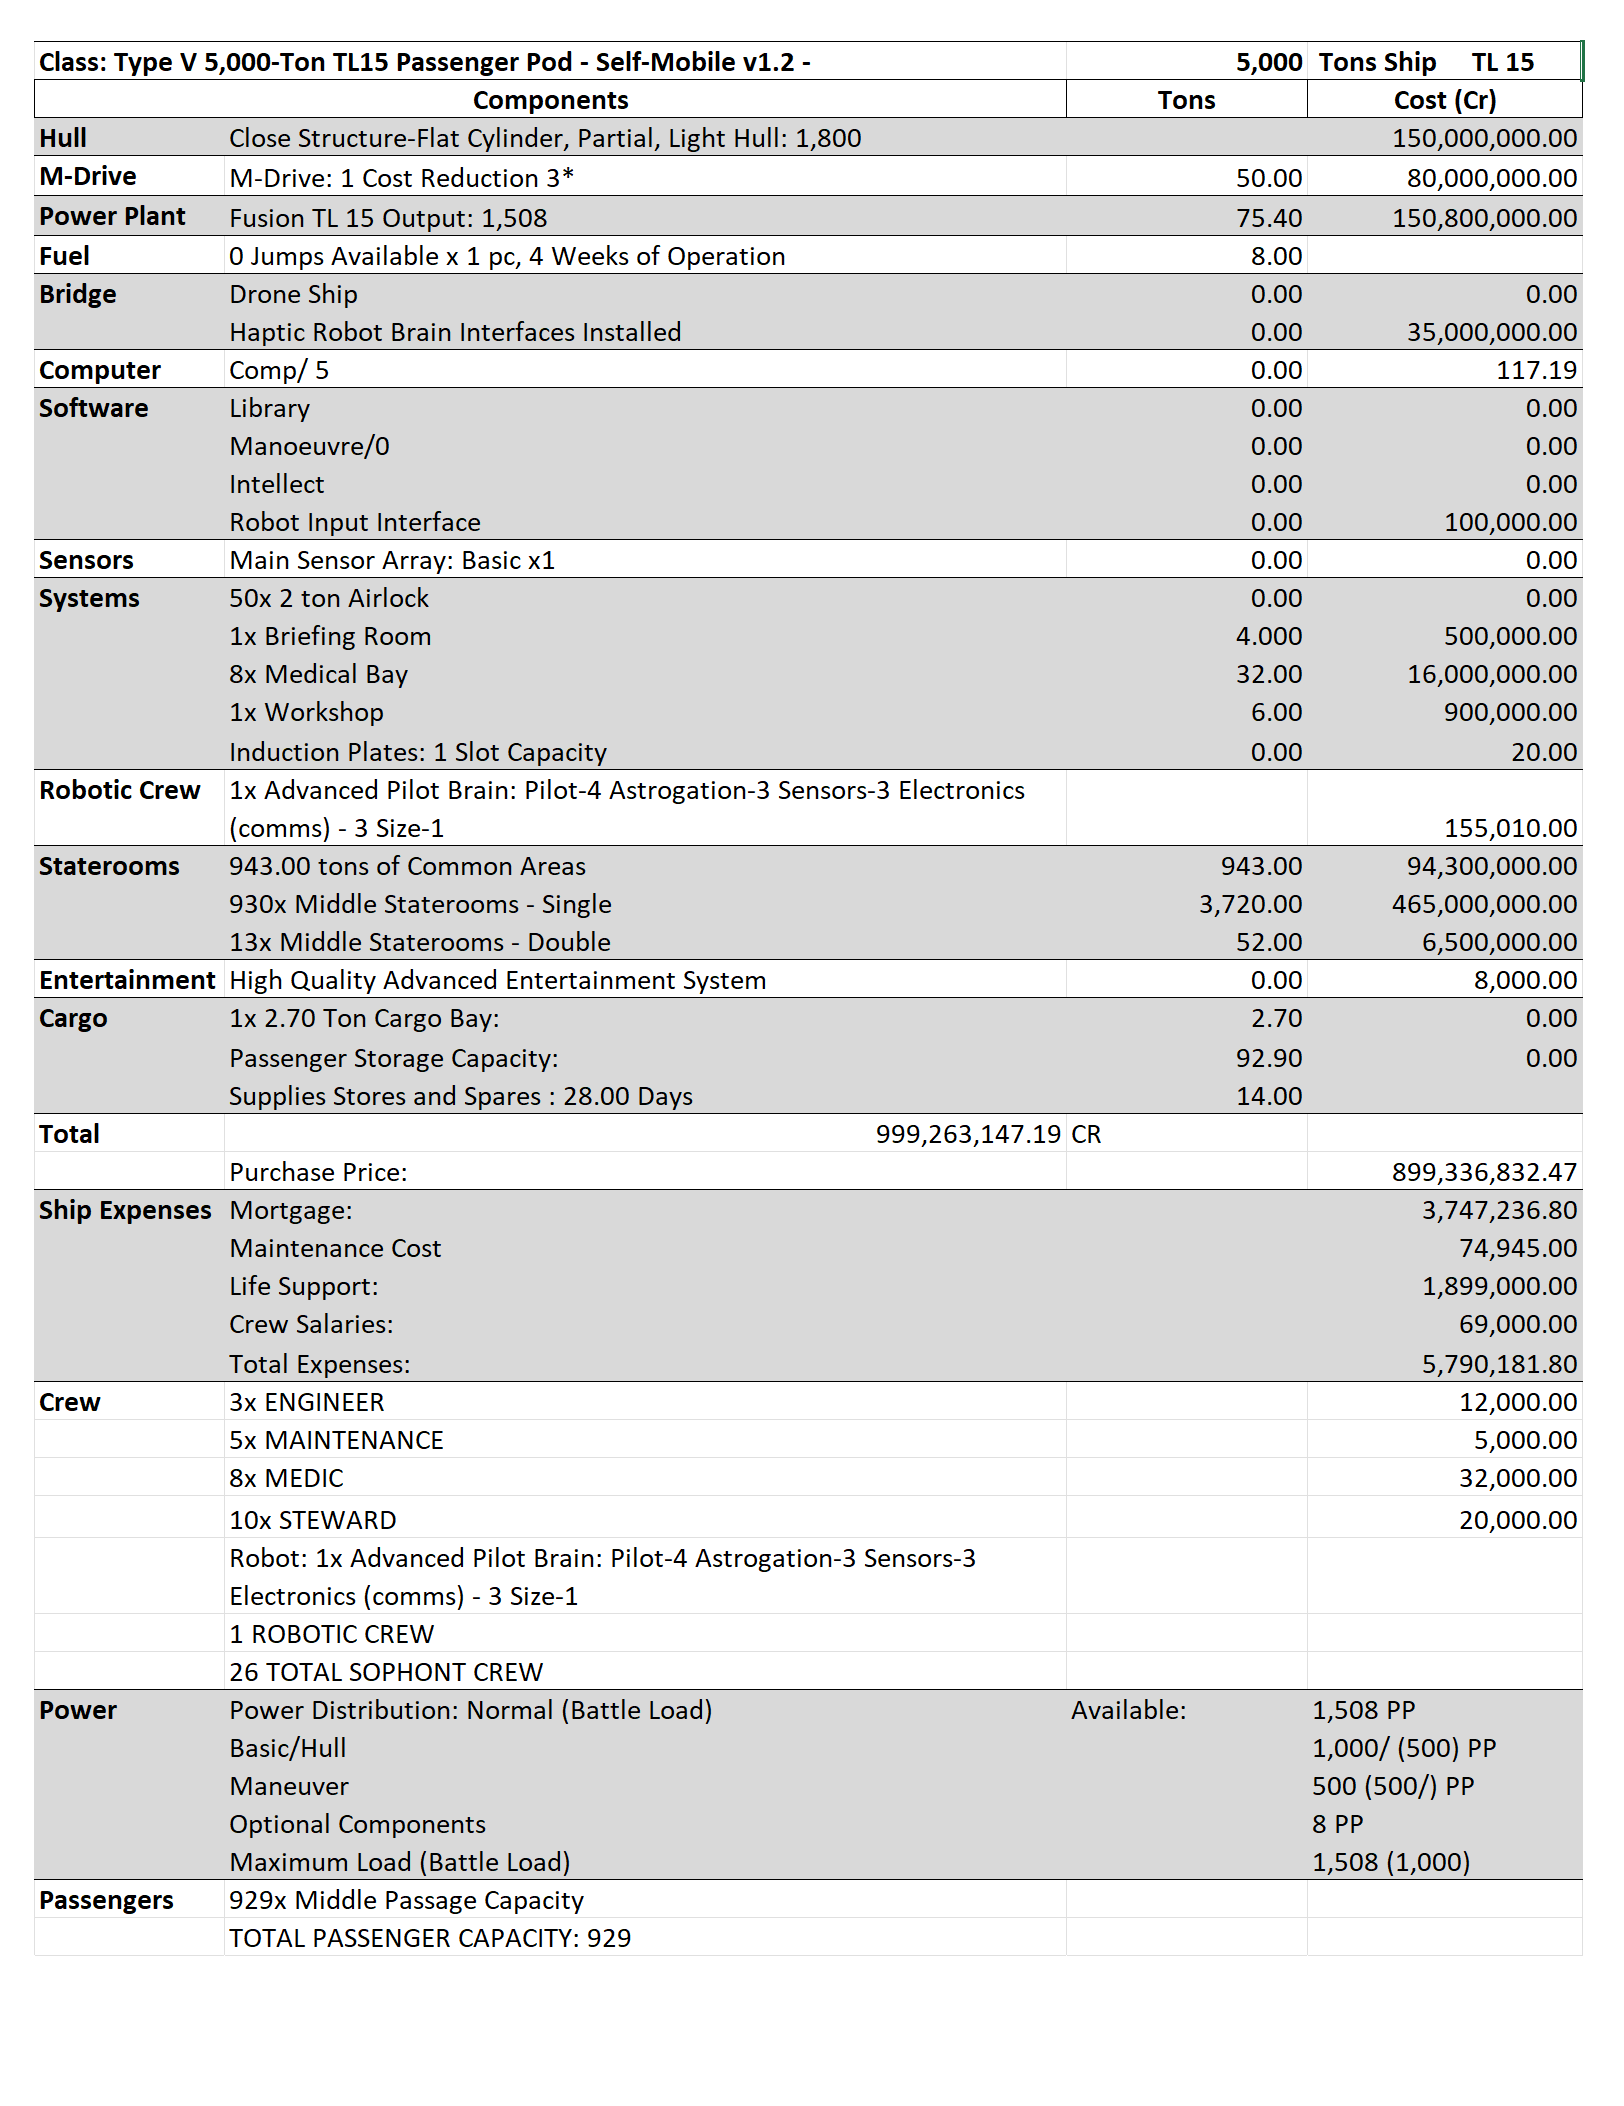 Class: Type V 5,000-Ton TL15 Passenger Pod - Self-Mobile v1.2 - 5,000 Tons Ship TL 15
Components Tons Cost (Cr)
Hull Close Structure-Flat Cylinder, Partial, Light Hull: 1,800 150,000,000.00
M-Drive M-Drive: 1 Cost Reduction 3* 50.00 80,000,000.00
Power Plant Fusion TL 15 Output: 1,508 75.40 150,800,000.00
Fuel 0 Jumps Available x 1 pc, 4 Weeks of Operation 8.00
Bridge Drone Ship 0.00 0.00
Haptic Robot Brain Interfaces Installed 0.00 35,000,000.00
Computer Comp/ 5 0.00 117.19
Software Library 0.00 0.00
Manoeuvre/0 0.00 0.00
Intellect 0.00 0.00
Robot Input Interface 0.00 100,000.00
Sensors Main Sensor Array: Basic x1 0.00 0.00
Systems 50x 2 ton Airlock 0.00 0.00
1x Briefing Room 4.000 500,000.00
8x Medical Bay 32.00 16,000,000.00
1x Workshop 6.00 900,000.00
Induction Plates: 1 Slot Capacity 0.00 20.00
Robotic Crew 1x Advanced Pilot Brain: Pilot-4 Astrogation-3 Sensors-3 Electronics
(comms) - 3 Size-1 155,010.00
Staterooms 943.00 tons of Common Areas 943.00 94,300,000.00
930x Middle Staterooms - Single 3,720.00 465,000,000.00
13x Middle Staterooms - Double 52.00 6,500,000.00
Entertainment High Quality Advanced Entertainment System 0.00 8,000.00
Cargo 1x 2.70 Ton Cargo Bay: 2.70 0.00
Passenger Storage Capacity: 92.90 0.00
Supplies Stores and Spares : 28.00 Days 14.00
Total 999,263,147.19 CR
Purchase Price: 899,336,832.47
Ship Expenses Mortgage: 3,747,236.80
Maintenance Cost 74,945.00
Life Support: 1,899,000.00
Crew Salaries: 69,000.00
Total Expenses: 5,790,181.80
Crew 3x ENGINEER 12,000.00
5x MAINTENANCE 5,000.00
8x MEDIC 32,000.00
10x STEWARD 20,000.00
Robot: 1x Advanced Pilot Brain: Pilot-4 Astrogation-3 Sensors-3
Electronics (comms) - 3 Size-1
1 ROBOTIC CREW
26 TOTAL SOPHONT CREW
Power Power Distribution: Normal (Battle Load) Available: 1,508 PP
Basic/Hull 1,000/ (500) PP
Maneuver 500 (500/) PP
Optional Components 8 PP
Maximum Load (Battle Load) 1,508 (1,000)
Passengers 929x Middle Passage Capacity
TOTAL PASSENGER CAPACITY: 929